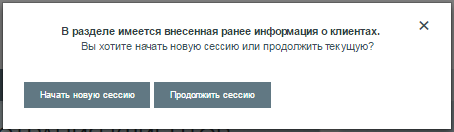 В разделе имеется внесенная ранее информация о клиентах.
Вы хотите начать новую сессию или продолжить текущую?
Начать новую сессию Продолжить сессию